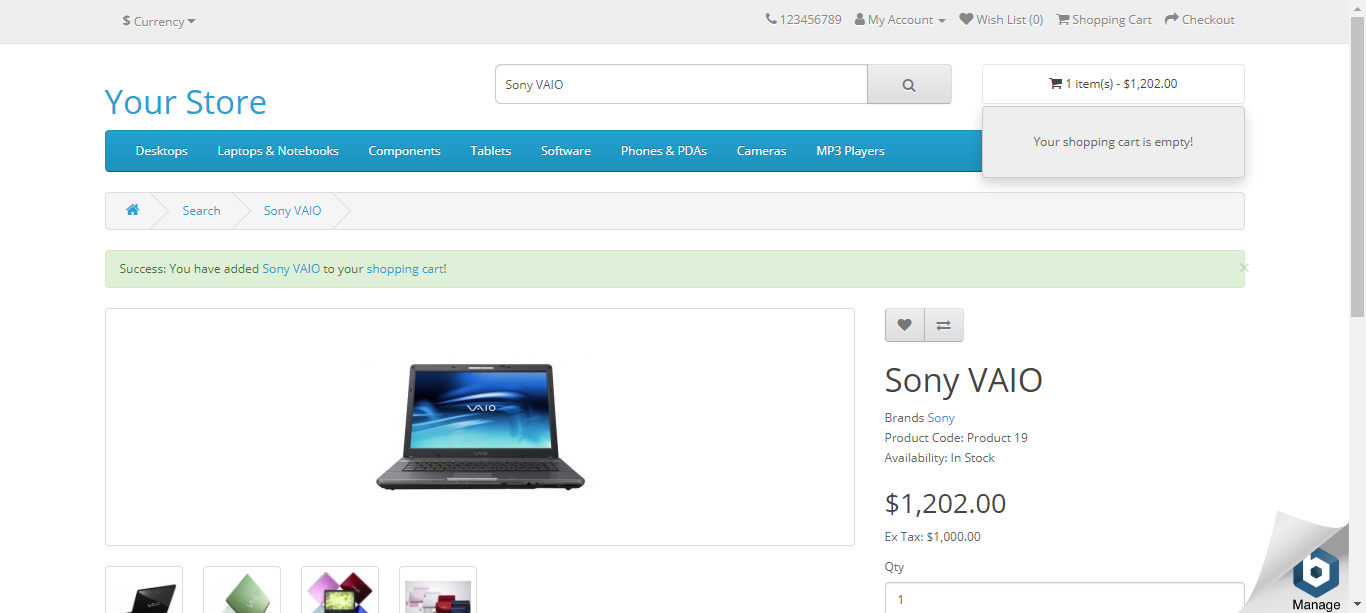 $ Currency
123456789 My Account Wish List (0) Shopping Cart Checkout
Your Store
Sony VAIO
1 item(s) - $1,202.00
Your shopping cart is empty!
Desktops Laptops & Notebooks Components Tablets Software Phones & PDAs Cameras MP3 Players
Search Sony VAIO
Success: You have added Sony VAIO to your shopping cart!
×
VAIO
VAIO
Sony VAIO
Brands Sony
Product Code: Product 19
Availability: In Stock
$1,202.00
Ex Tax: $1,000.00
Qty
1
VAIO
Manage